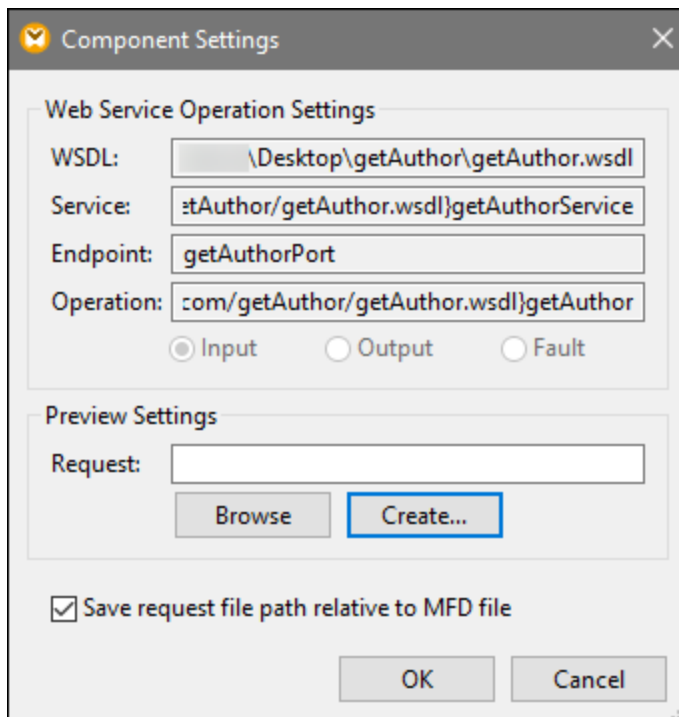 Component Settings
Web Service Operation Settings
WSDL: \Desktop\getAuthor\getAuthor.wsdl
Service: :tAuthor/getAuthor.wsdl}getAuthorService
Endpoint: getAuthorPort
Operation: :com/getAuthor/getAuthor.wsdl}getAuthor
Input Output Fault
Preview Settings
Request:
Browse Create...
Save request file path relative to MFD file
OK Cancel